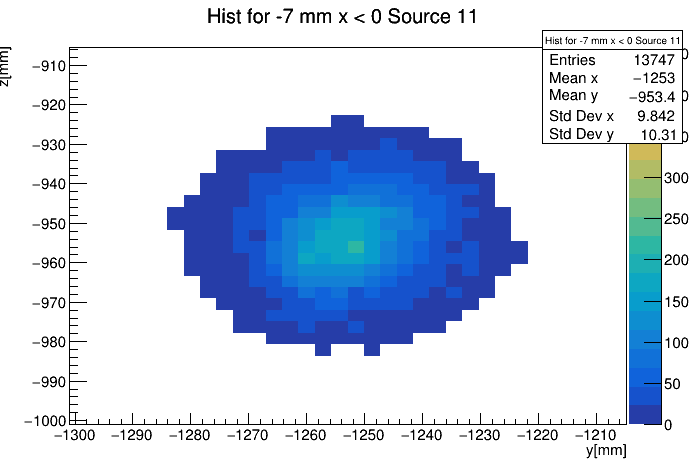 Hist for -7 mm x < 0 Source 11
z[mm]
Hist for -7 mm x < 0 Source 11
Entries 13747
Mean x −1253
Mean y −953.4
Std Dev x 9.842
Std Dev y 10.31
−910
−920
−930
−940
−950
−960
−970
−980
−990
−1000
−1300 −1290 −1280 −1270 −1260 −1250 −1240 −1230 −1220 −1210
y[mm]
300
250
200
150
100
50
0